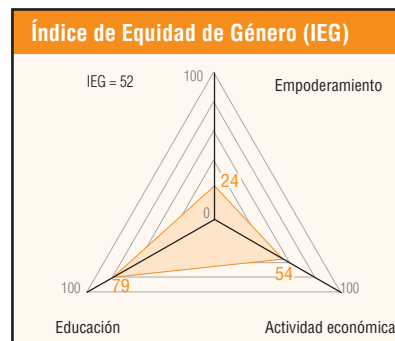 Índice de Equidad de Género (IEG)
IEG = 52
100
Empoderamiento
24
0
54
79
100
100
Educación
Actividad económica